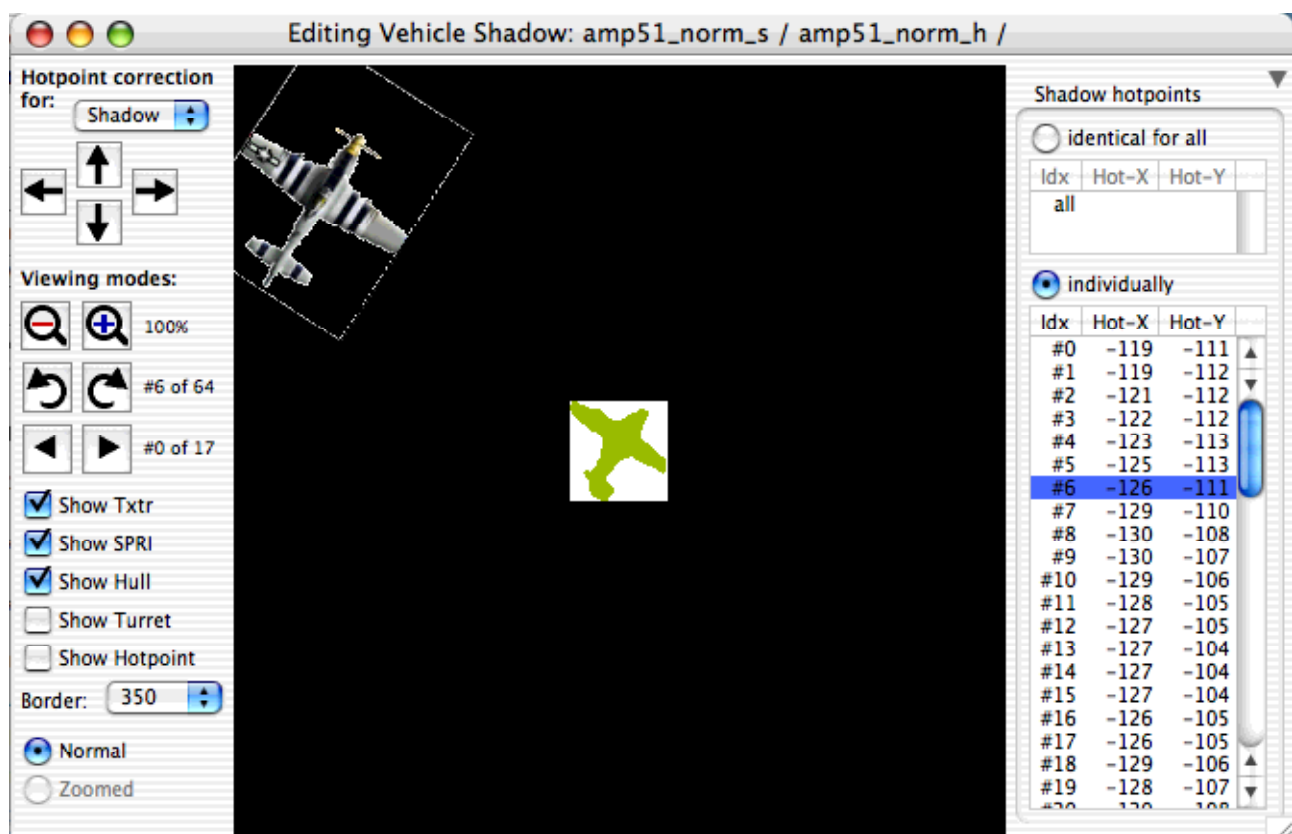 Editing Vehicle Shadow: amp51_norm_s / amp51_norm_h /
Hotpoint correction
for:
Shadow
Viewing modes:
100%
#6 of 64
#0 of 17
Show Txtr
Show SPRI
Show Hull
Show Turret
Show Hotpoint
Border: 350
Normal
Zoomed
Shadow hotpoints
identical for all
Idx Hot-X Hot-Y
all
individually
Idx Hot-X Hot-Y
#0 -119 -111
#1 -119 -112
#2 -121 -112
#3 -122 -112
#4 -123 -113
#5 -125 -113
#6 -126 -111
#7 -129 -110
#8 -130 -108
#9 -130 -107
#10 -129 -106
#11 -128 -105
#12 -127 -105
#13 -127 -104
#14 -127 -104
#15 -127 -104
#16 -126 -105
#17 -126 -105
#18 -129 -106
#19 -128 -107